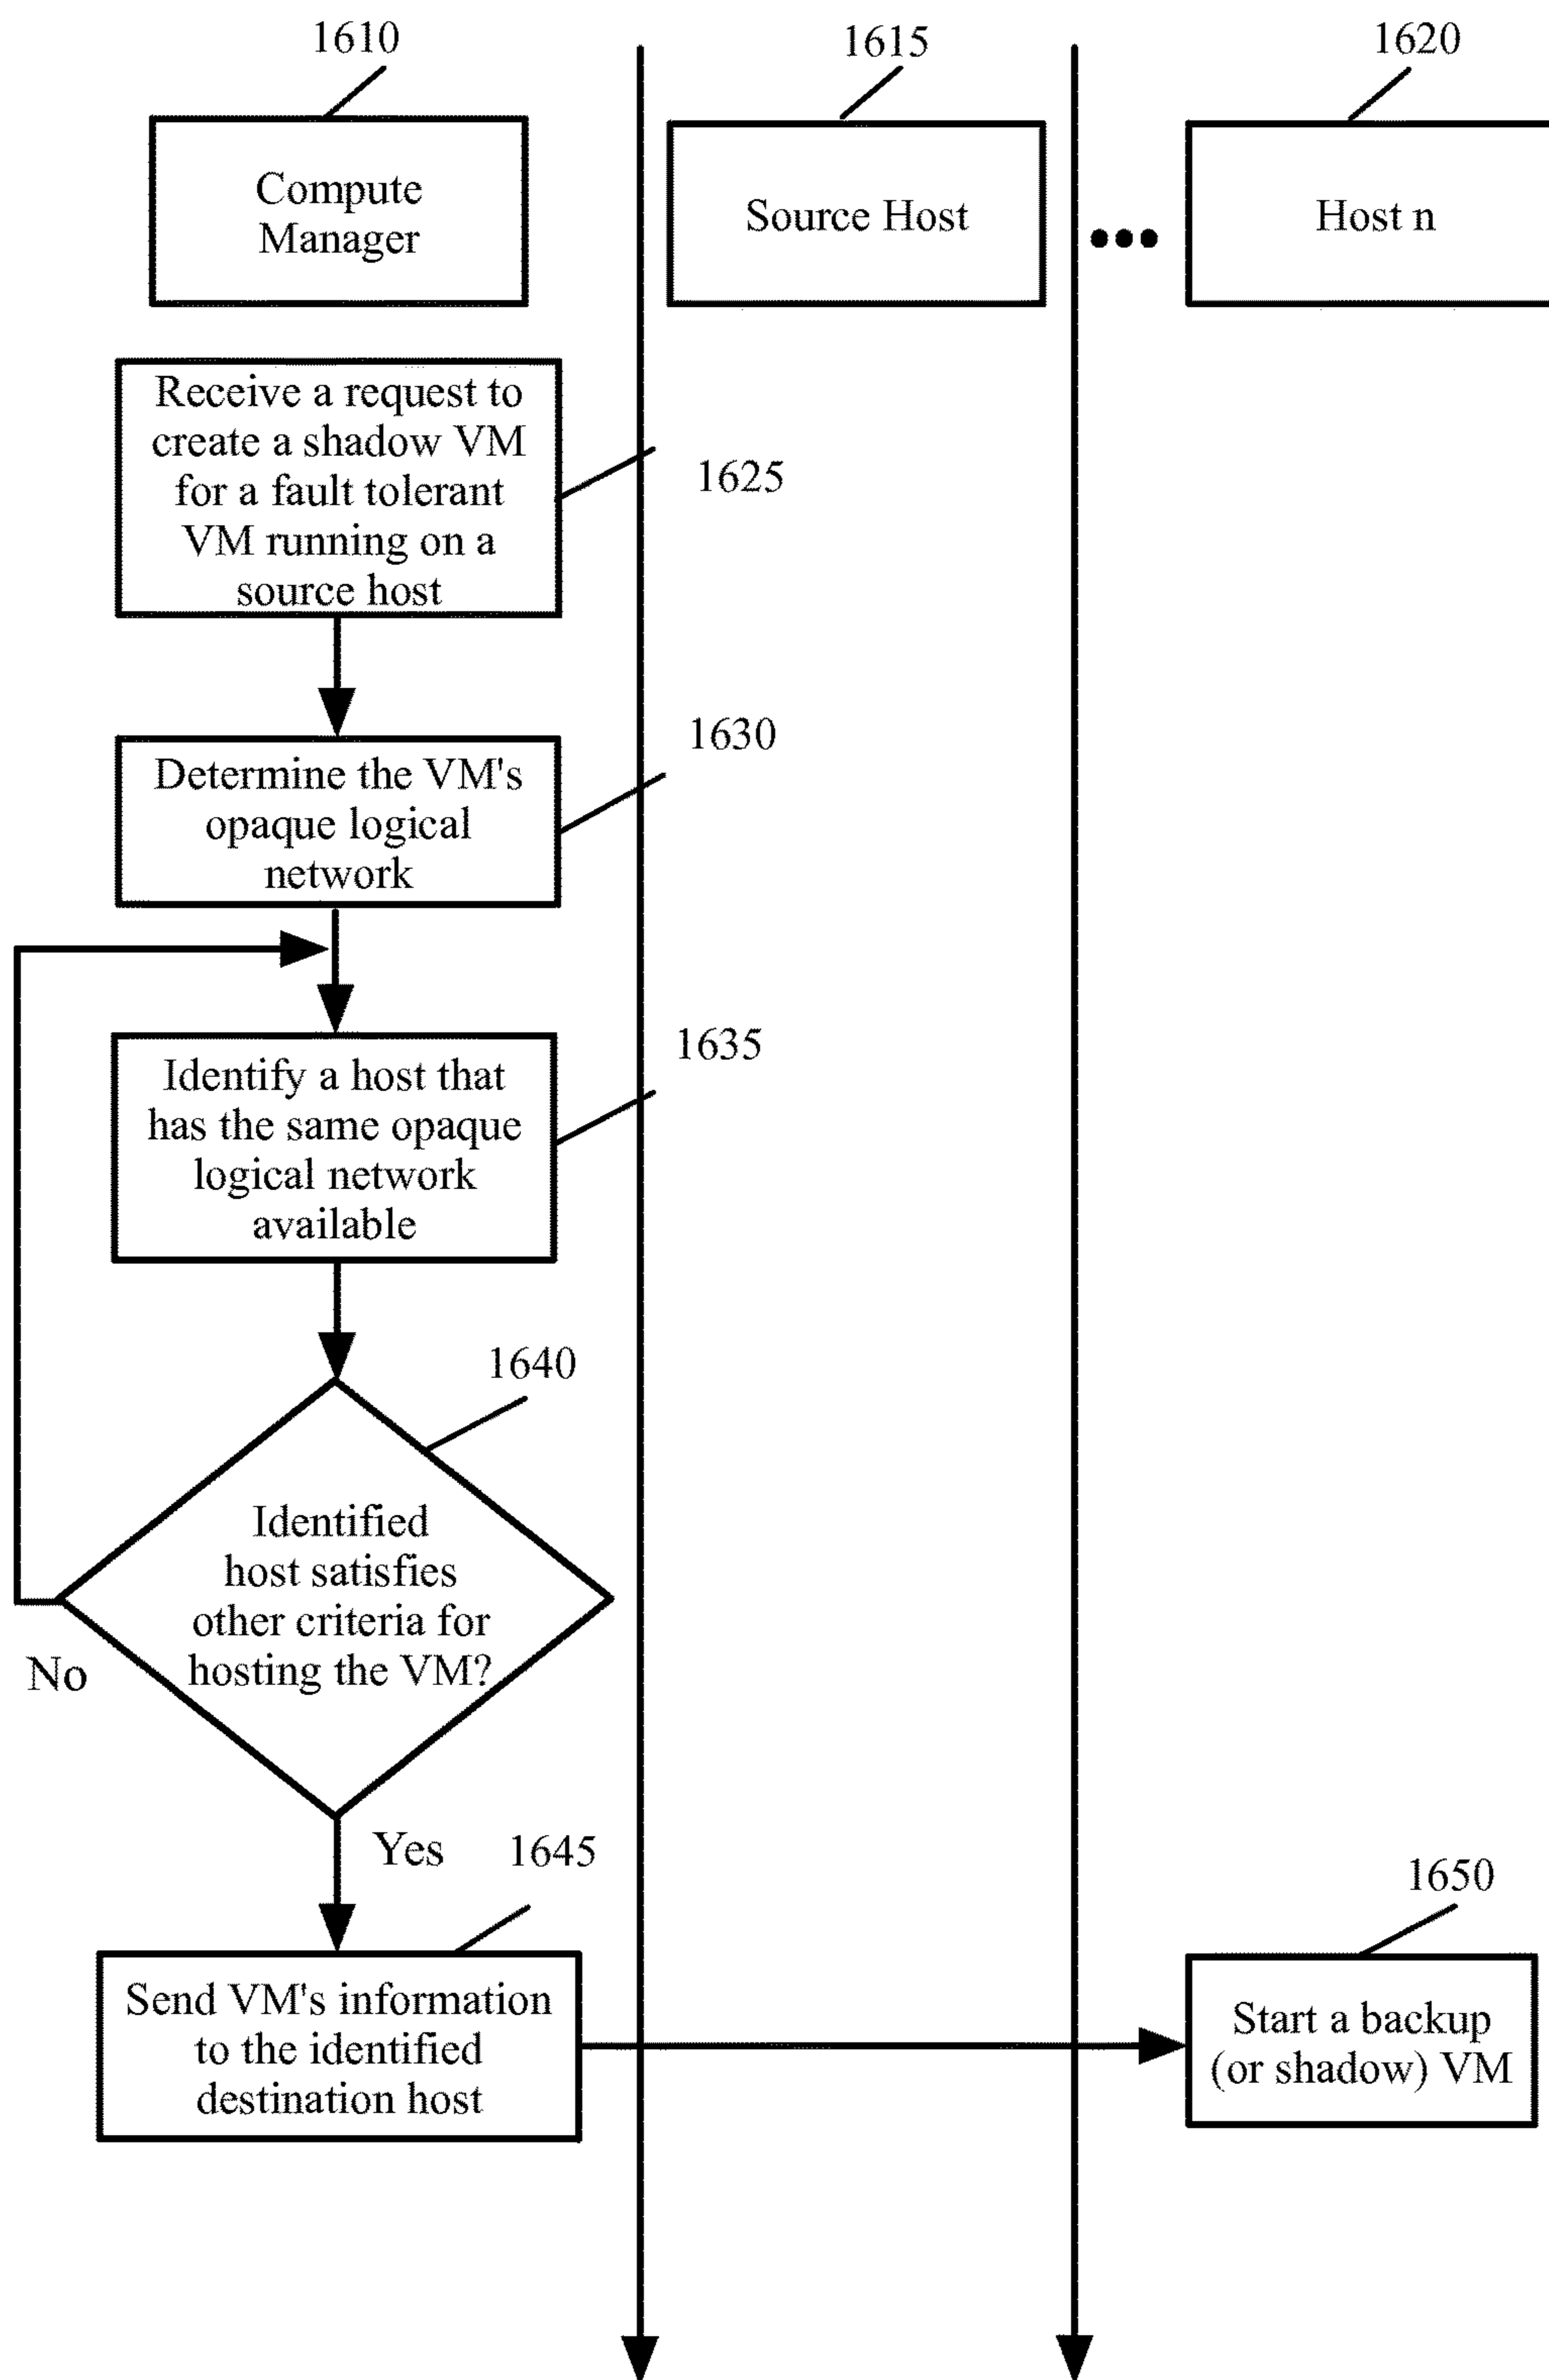 1610
1615
1620
Compute
Manager
Source Host
Host n
Receive a request to
create a shadow VM
for a fault tolerant
VM running on a
source host
1625
1630
Determine the VM's
opaque logical
network
1635
Identify a host that
has the same opaque
logical network
available
1640
Identified
host satisfies
other criteria for
hosting the VM?
No
Yes
1645
1650
Send VM's information
to the identified
destination host
Start a backup
(or shadow) VM